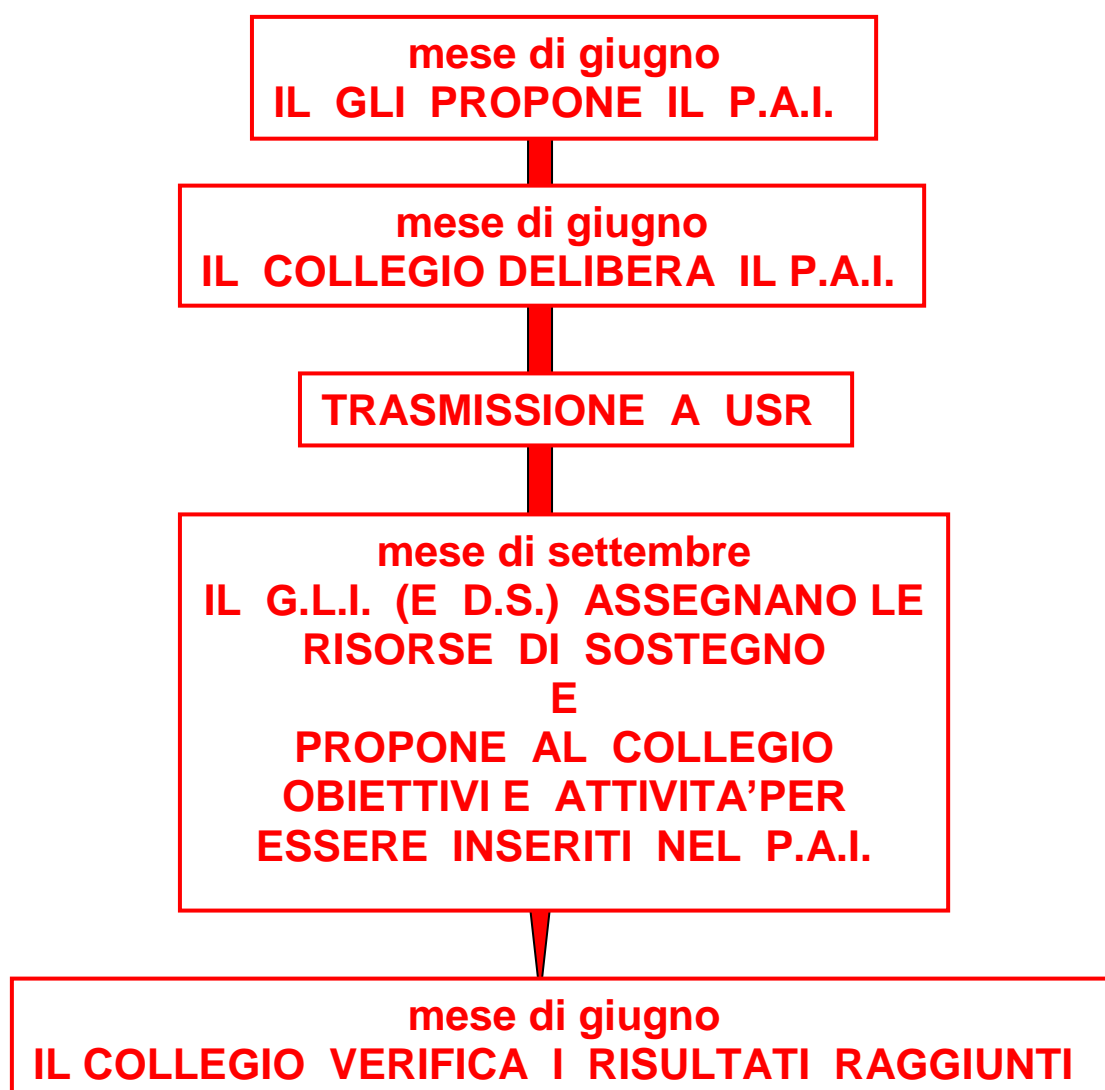 mese di giugno
IL GLI PROPONE IL P.A.I.
mese di giugno
IL COLLEGIO DELIBERA IL P.A.I.
TRASMISSIONE A USR
mese di settembre
IL G.L.I. (E D.S.) ASSEGNANO LE
RISORSE DI SOSTEGNO
E
PROPONE AL COLLEGIO
OBIETTIVI E ATTIVITA’PER
ESSERE INSERITI NEL P.A.I.
mese di giugno
IL COLLEGIO VERIFICA I RISULTATI RAGGIUNTI